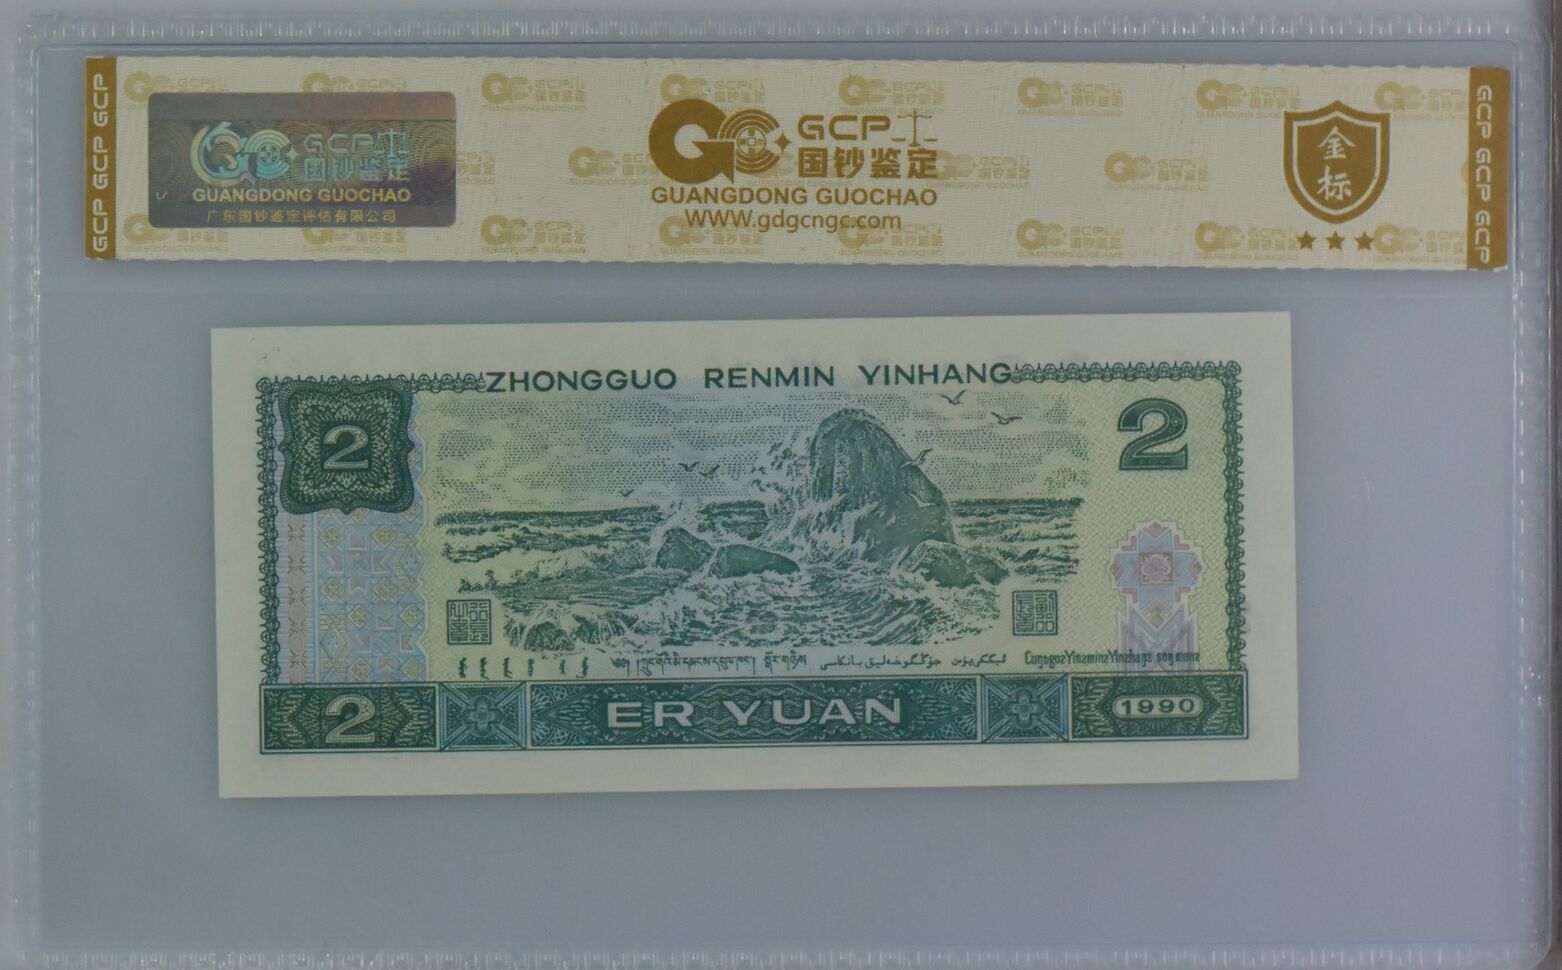 GCP GCP GCP
GCP
国钞鉴定
GUANGDONG GUOCHAO
广东国钞鉴定评估有限公司
GCP
国钞鉴定
GUANGDONG GUOCHAO
WWW.gdgcngc.com
金
标
GCP GCP GCP
ZHONGGUO RENMIN YINHANG
2
2
2
ER YUAN
1990